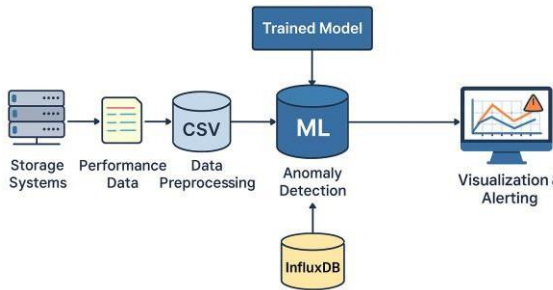 Trained Model
CSV
ML
Storage
Systems
Performance
Data
Data
Preprocessing
Anomaly
Detection
Visualization &
Alerting
InfluxDB